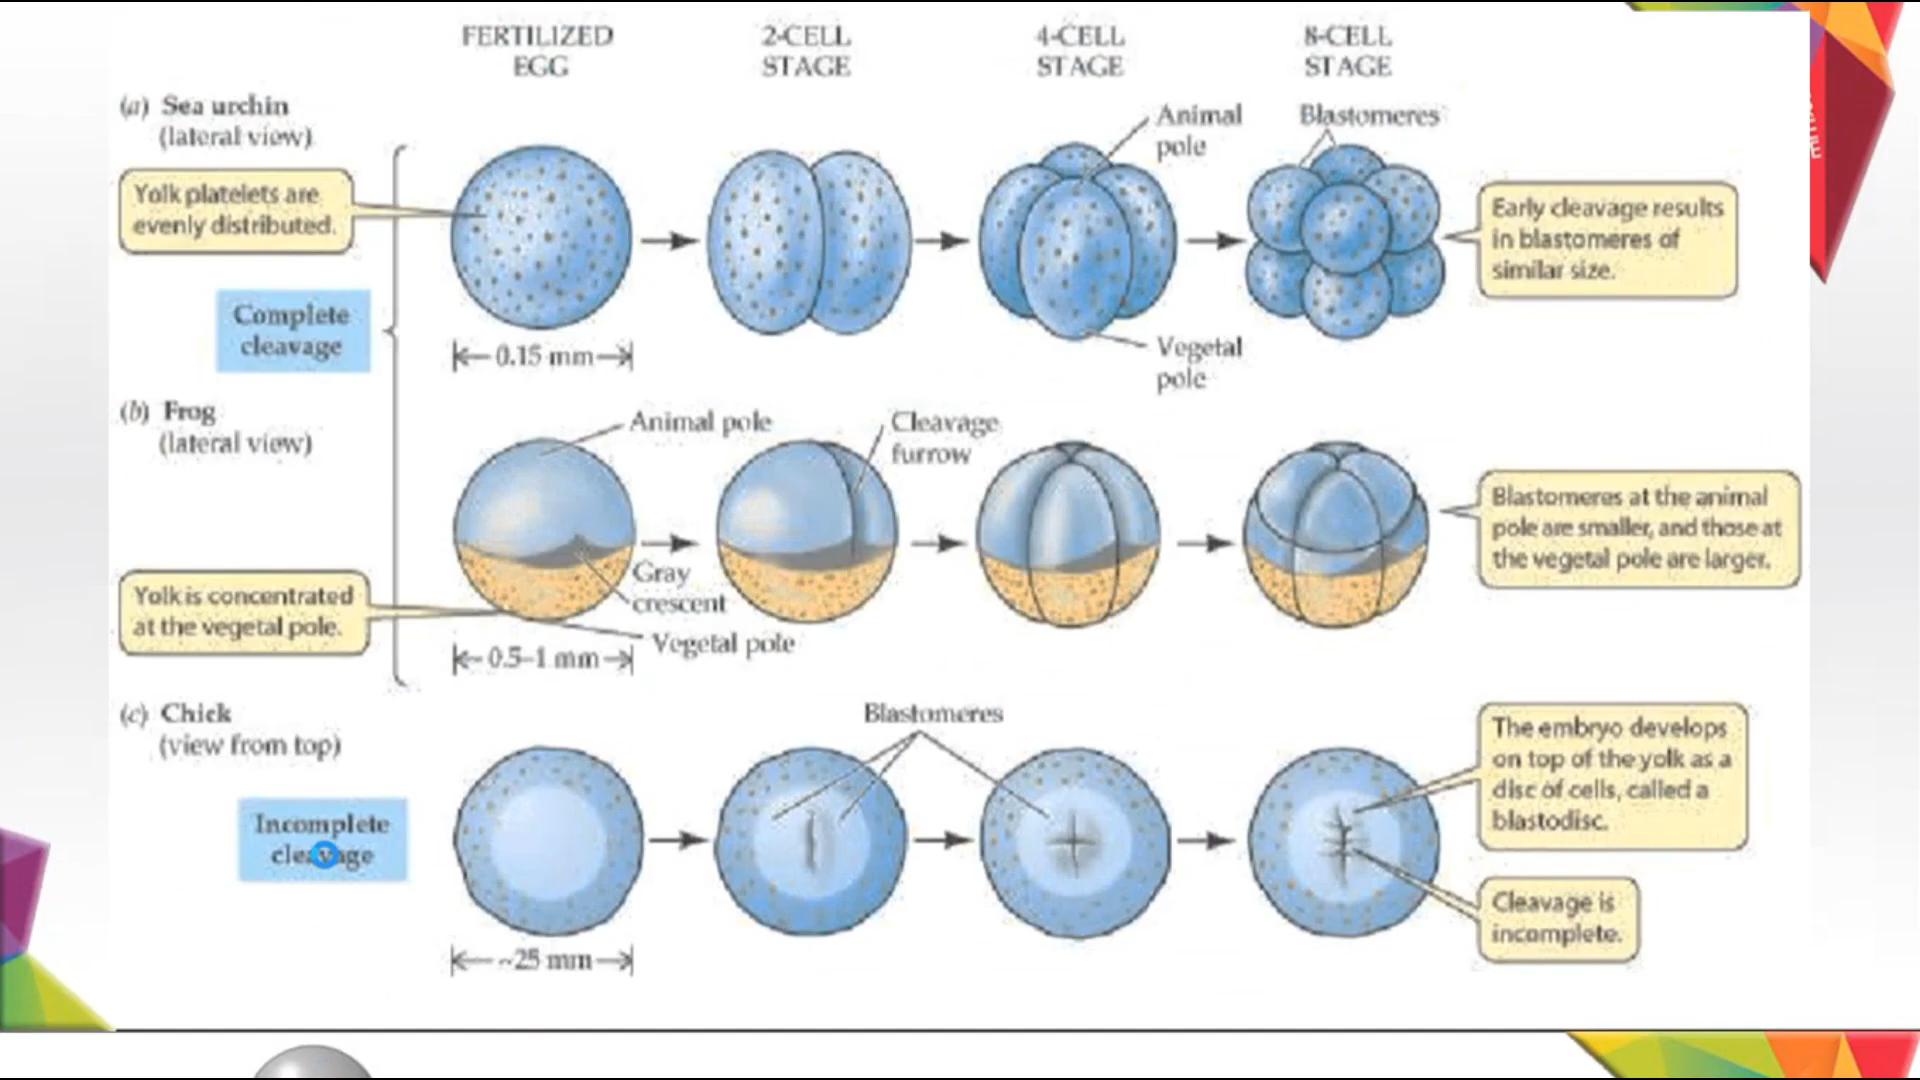 FERTILIZED
EGG
2-CELL
STAGE
4-CELL
STAGE
8-CELL
STAGE
(a) Sea urchin
(lateral view)
Animal
pole
Blastomeres
Yolk platelets are
evenly distributed.
Early cleavage results
in blastomeres of
similar size.
Complete
cleavage
0.15 mm
Vegetal
pole
(b) Frog
(lateral view)
Animal pole
Cleavage
furrow
Blastomeres at the animal
pole are smaller, and those at
the vegetal pole are larger.
Gray
crescent
Yolk is concentrated
at the vegetal pole.
Vegetal pole
0.5–1 mm
(c) Chick
(view from top)
Blastomeres
The embryo develops
on top of the yolk as a
disc of cells, called a
blastodisc.
Incomplete
cleavage
Cleavage is
incomplete.
~25 mm